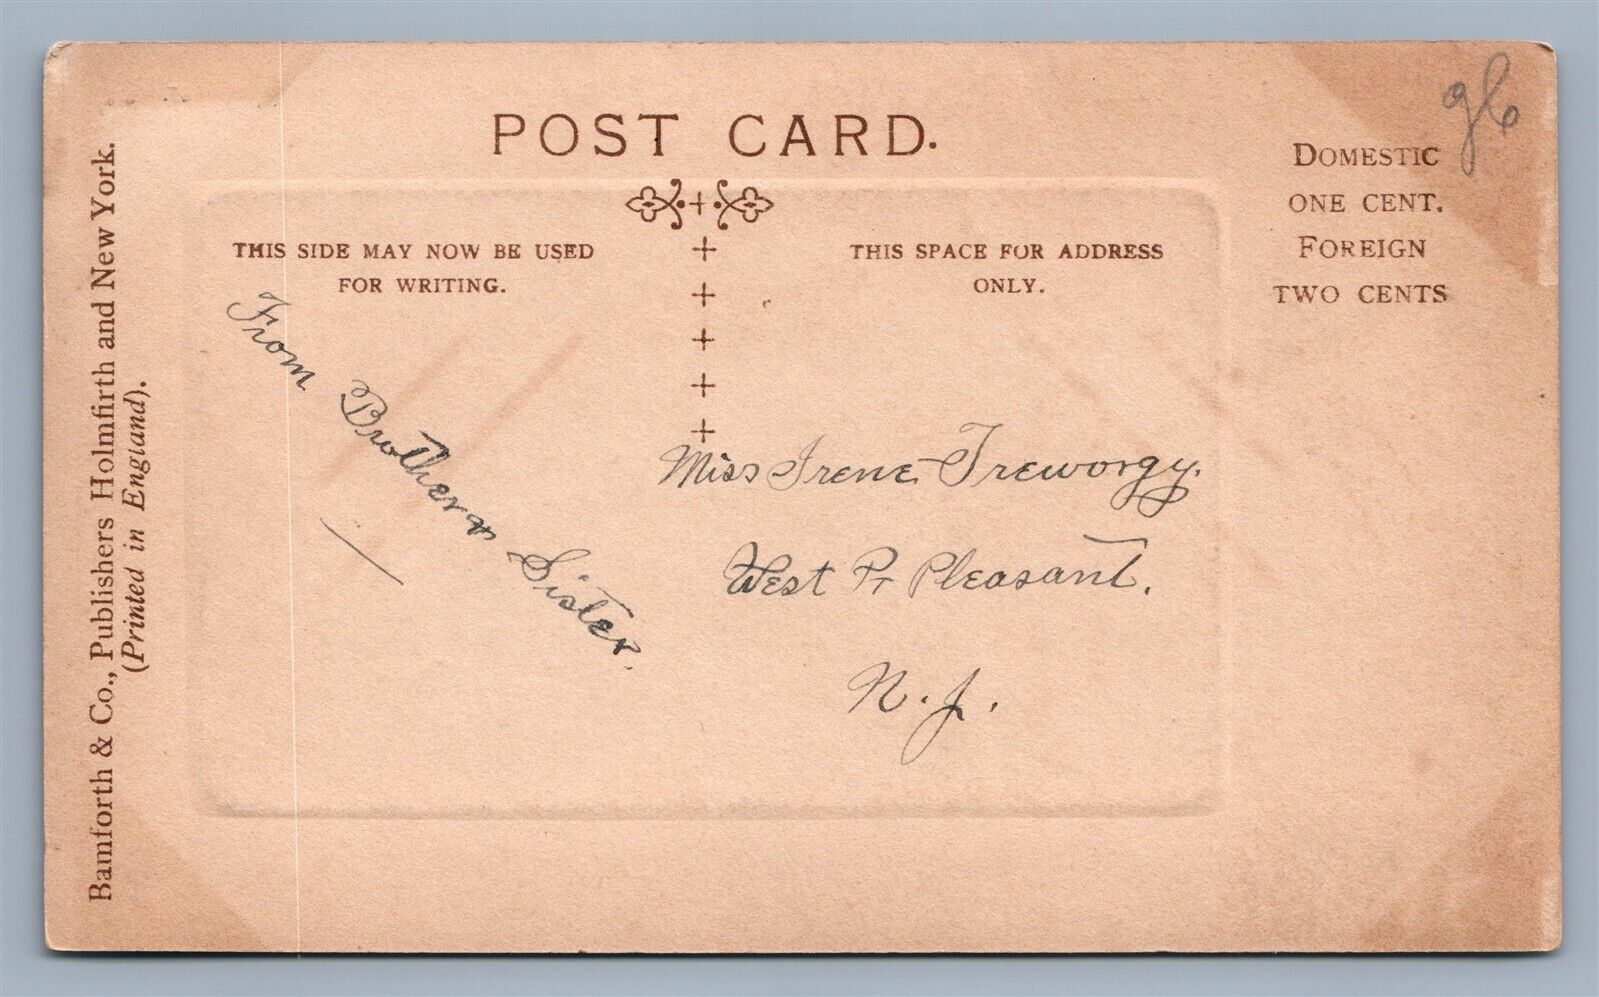 POST CARD.
THIS SIDE MAY NOW BE USED
FOR WRITING.
THIS SPACE FOR ADDRESS
ONLY.
DOMESTIC
ONE CENT.
FOREIGN
TWO CENTS
Bamforth & Co., Publishers Holmfirth and New York.
(Printed in England).
From Brother & Sister.
Miss Irene Treworgy.
West Pt Pleasant.
N.J.